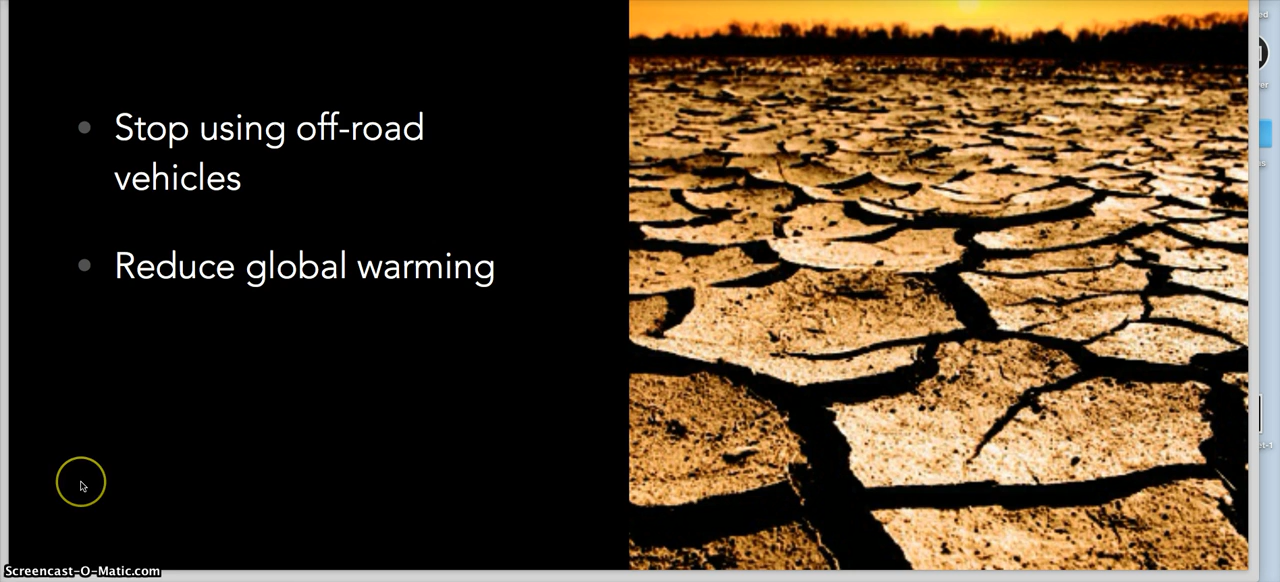 Stop using off-road
vehicles
Reduce global warming
Screencast-O-Matic.com